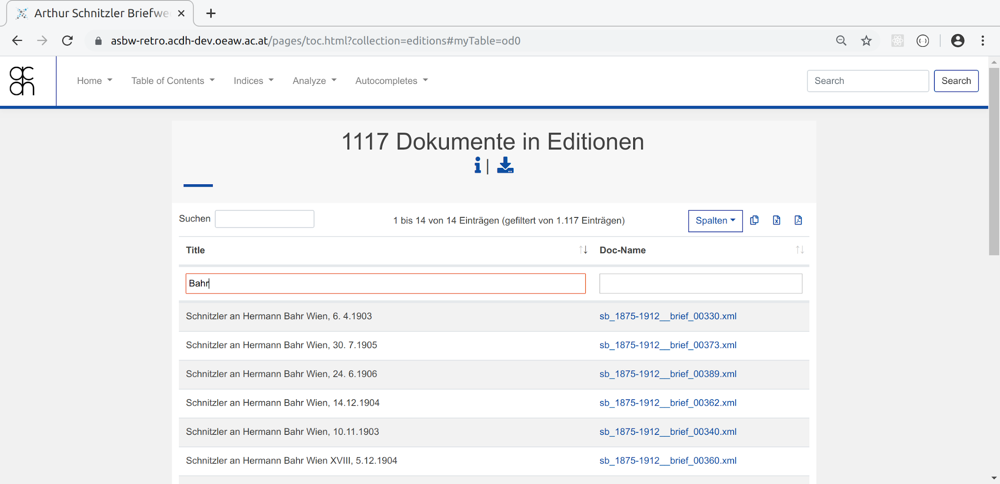 Arthur Schnitzler Briefwe
asbw-retro.acdh-dev.oeaw.ac.at/pages/toc.html?collection=editions#myTable=od0
acdh
Home Table of Contents Indices Analyze Autocompletes Search Search
1117 Dokumente in Editionen
Suchen 1 bis 14 von 14 Einträgen (gefiltert von 1.117 Einträgen) Spalten
Title Doc-Name
Bahr
Schnitzler an Hermann Bahr Wien, 6. 4.1903 sb_1875-1912__brief_00330.xml
Schnitzler an Hermann Bahr Wien, 30. 7.1905 sb_1875-1912__brief_00373.xml
Schnitzler an Hermann Bahr Wien, 24. 6.1906 sb_1875-1912__brief_00389.xml
Schnitzler an Hermann Bahr Wien, 14.12.1904 sb_1875-1912__brief_00362.xml
Schnitzler an Hermann Bahr Wien, 10.11.1903 sb_1875-1912__brief_00340.xml
Schnitzler an Hermann Bahr Wien XVIII, 5.12.1904 sb_1875-1912__brief_00360.xml